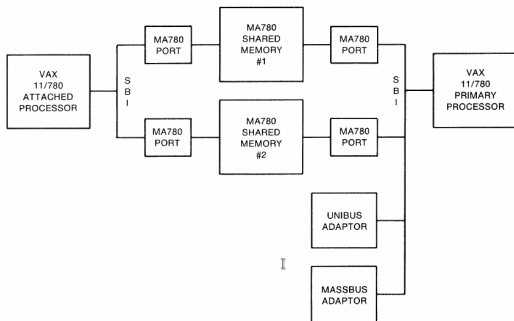 MA780
PORT
MA780
SHARED
MEMORY
#1
MA780
PORT
VAX
11/780
ATTACHED
PROCESSOR
S
B
I
S
B
I
VAX
11/780
PRIMARY
PROCESSOR
MA780
PORT
MA780
SHARED
MEMORY
#2
MA780
PORT
UNIBUS
ADAPTOR
MASSBUS
ADAPTOR